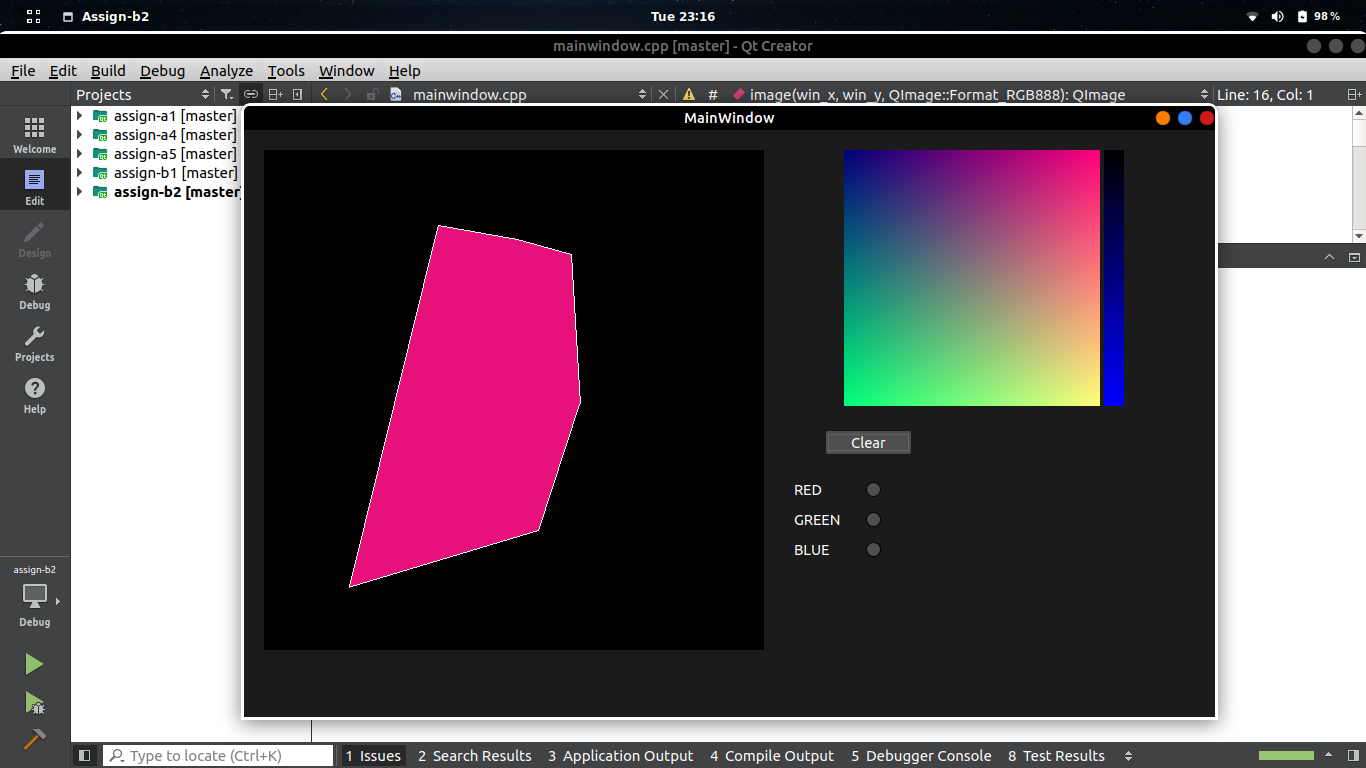 Assign-b2
Tue 23:16
98 %
mainwindow.cpp [master] - Qt Creator
File Edit Build Debug Analyze Tools Window Help
Projects
mainwindow.cpp
# image(win_x, win_y, QImage::Format_RGB888): QImage
Line: 16, Col: 1
Welcome
Edit
Design
Debug
Projects
Help
assign-b2
Debug
assign-a1 [master]
assign-a4 [master]
assign-a5 [master]
assign-b1 [master]
assign-b2 [master]
MainWindow
Clear
RED
GREEN
BLUE
Type to locate (Ctrl+K)
1 Issues
2 Search Results
3 Application Output
4 Compile Output
5 Debugger Console
8 Test Results